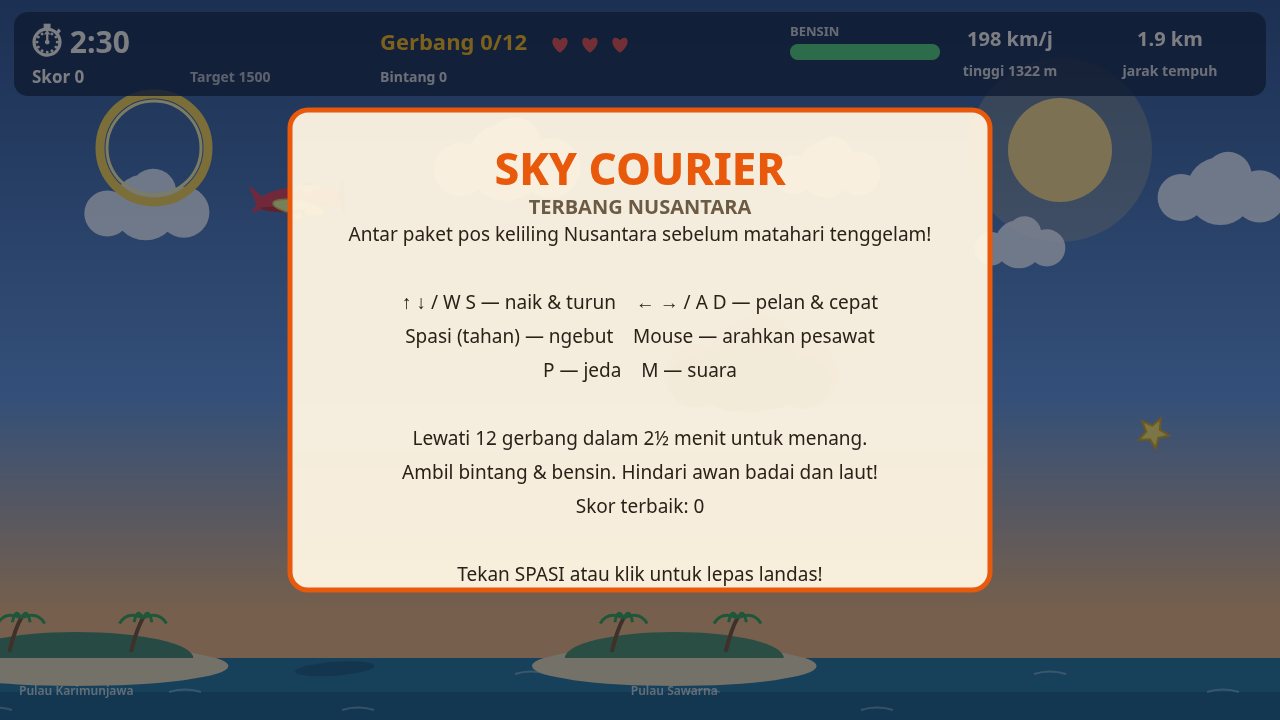 ⏱ 2:30
Skor 0
Target 1500
Gerbang 0/12
Bintang 0
BENSIN
198 km/j
tinggi 1322 m
1.9 km
jarak tempuh
SKY COURIER
TERBANG NUSANTARA
Antar paket pos keliling Nusantara sebelum matahari tenggelam!
↑ ↓ / W S — naik & turun ← → / A D — pelan & cepat
Spasi (tahan) — ngebut Mouse — arahkan pesawat
P — jeda M — suara
Lewati 12 gerbang dalam 2½ menit untuk menang.
Ambil bintang & bensin. Hindari awan badai dan laut!
Skor terbaik: 0
Tekan SPASI atau klik untuk lepas landas!
Pulau Karimunjawa
Pulau Sawarna